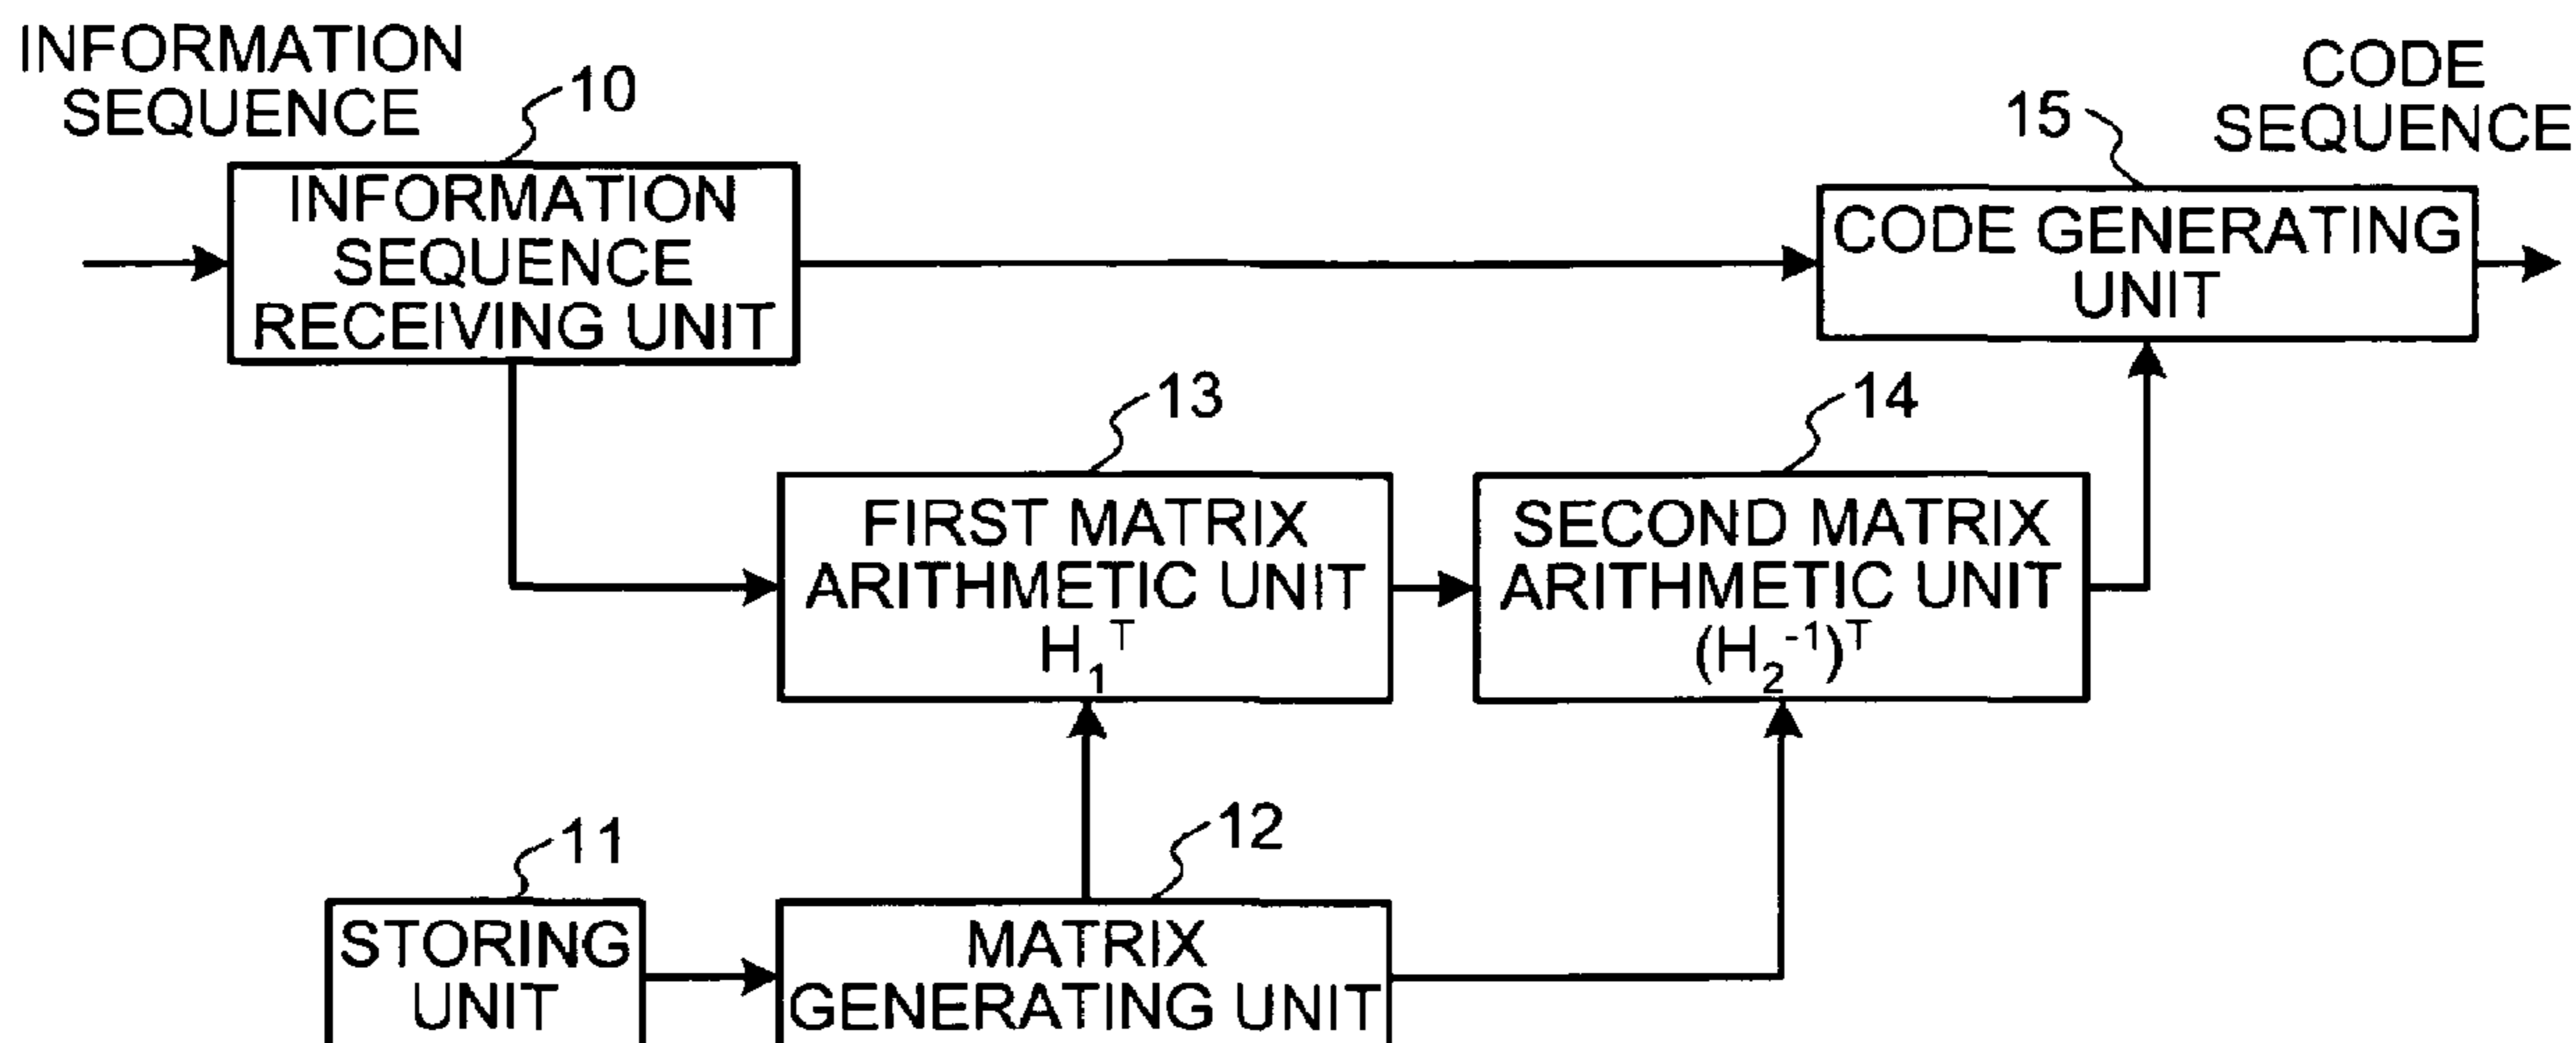 INFORMATION
SEQUENCE
10
INFORMATION
SEQUENCE
RECEIVING UNIT
CODE
SEQUENCE
15
CODE GENERATING
UNIT
13
FIRST MATRIX
ARITHMETIC UNIT
H₁ᵀ
14
SECOND MATRIX
ARITHMETIC UNIT
(H₂⁻¹)ᵀ
11
STORING
UNIT
12
MATRIX
GENERATING UNIT